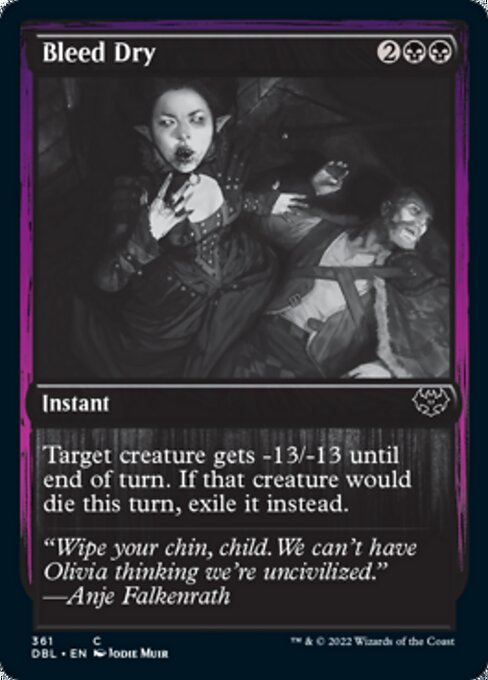 Bleed Dry 2
Instant
Target creature gets -13/-13 until
end of turn. If that creature would
die this turn, exile it instead.
“Wipe your chin, child. We can’t have
Olivia thinking we’re uncivilized.”
—Anje Falkenrath
361 C
DBL • EN Jodie Muir
™ & © 2022 Wizards of the Coast